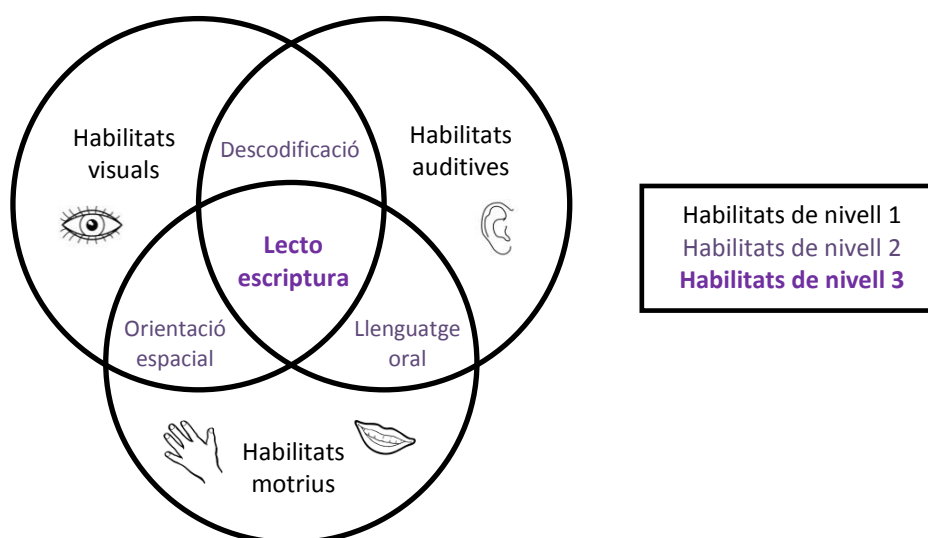 Habilitats
visuals
Descodificació
Habilitats
auditives
Lecto
escriptura
Orientació
espacial
Llenguatge
oral
Habilitats
motrius
Habilitats de nivell 1
Habilitats de nivell 2
Habilitats de nivell 3